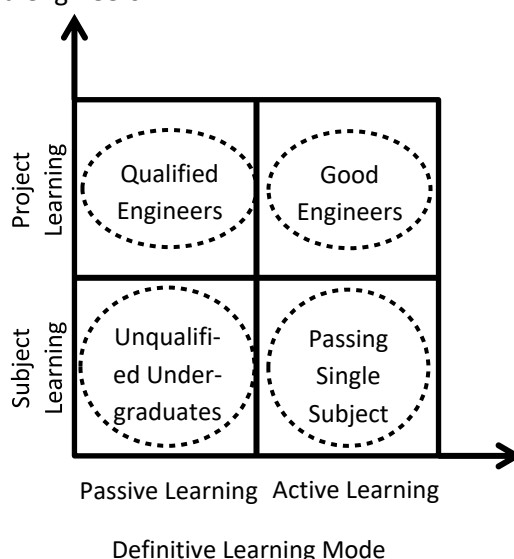 Project
Learning
Qualified
Engineers
Good
Engineers
Subject
Learning
Unqualifi-
ed Under-
graduates
Passing
Single
Subject
Passive Learning Active Learning
Definitive Learning Mode